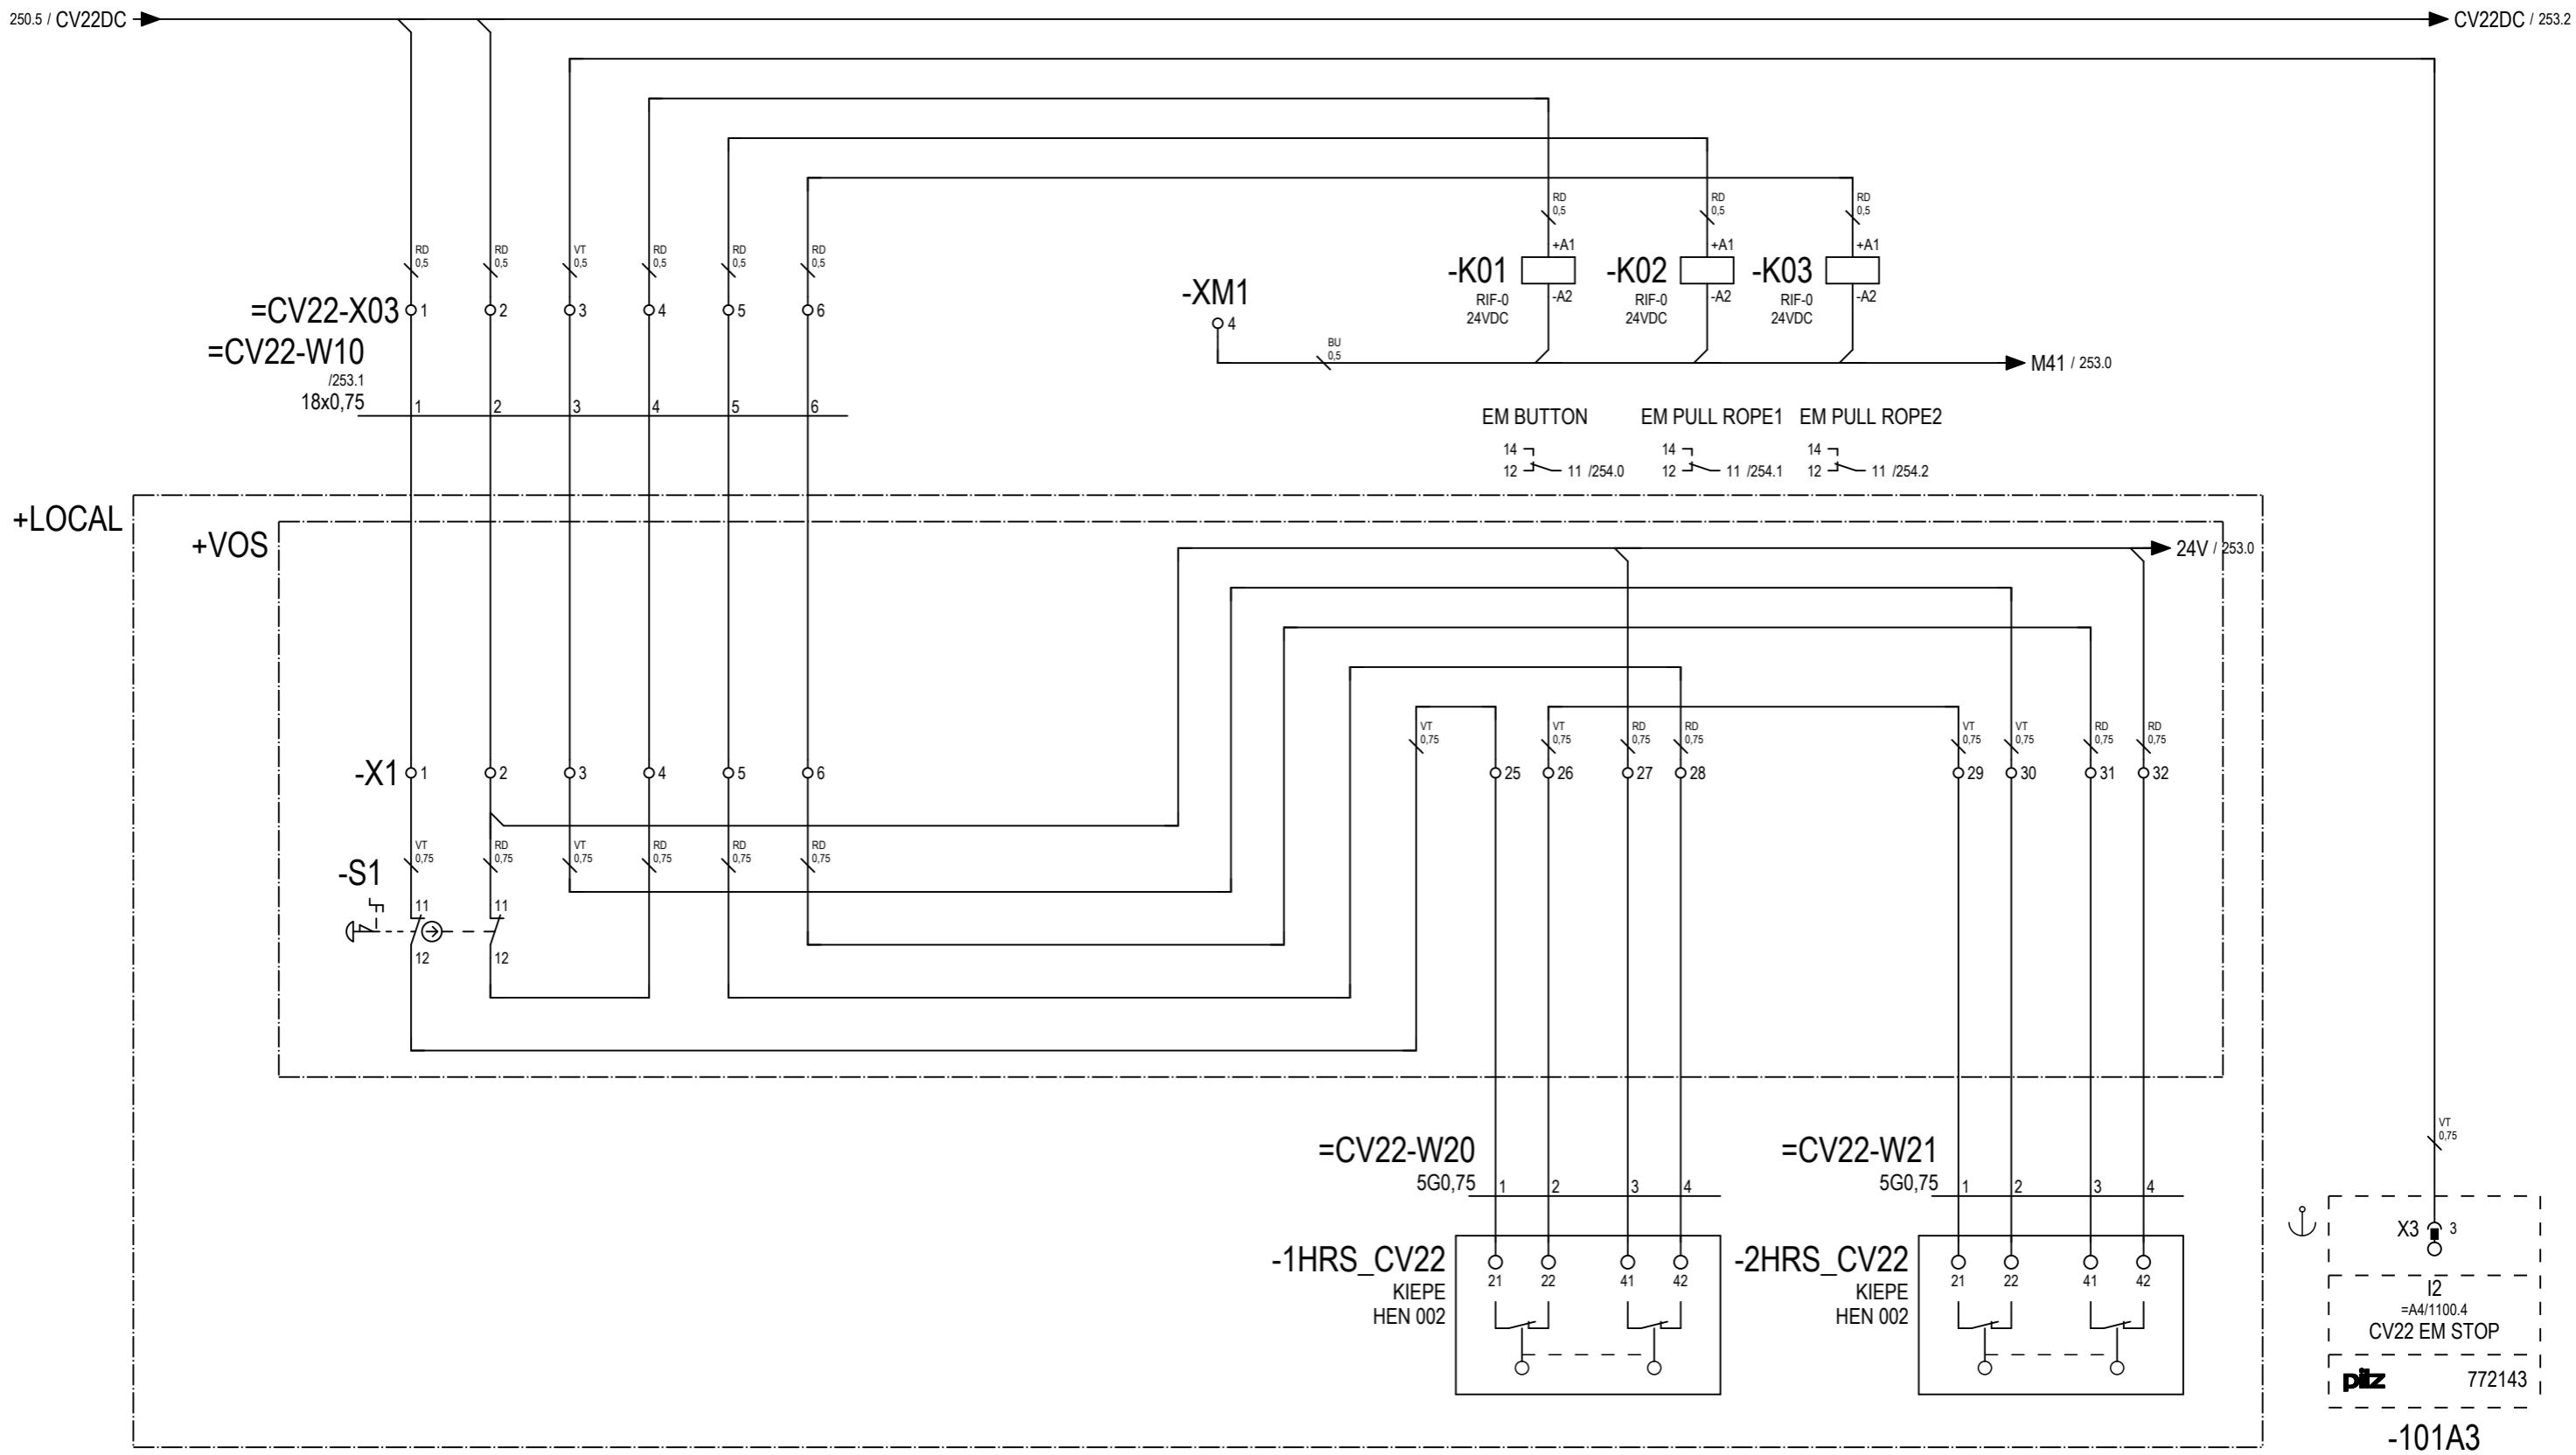 250.5 / CV22DC
CV22DC / 253.2
RD 0,5
RD 0,5
VT 0,5
RD 0,5
RD 0,5
RD 0,5
RD 0,5
RD 0,5
RD 0,5
+A1
+A1
+A1
-K01
-K02
-K03
-A2
-A2
-A2
RIF-0
RIF-0
RIF-0
24VDC
24VDC
24VDC
=CV22-X03 1 2 3 4 5 6
-XM1
4
=CV22-W10
/253.1
18x0,75
1 2 3 4 5 6
BU 0,5
M41 / 253.0
EM BUTTON
EM PULL ROPE1
EM PULL ROPE2
14
12 11 /254.0
14
12 11 /254.1
14
12 11 /254.2
+LOCAL
+VOS
24V / 253.0
VT 0,75
VT 0,75
RD 0,75
RD 0,75
VT 0,75
VT 0,75
RD 0,75
RD 0,75
-X1 1 2 3 4 5 6
25 26 27 28 29 30 31 32
VT 0,75
RD 0,75
VT 0,75
RD 0,75
RD 0,75
RD 0,75
-S1
11 11
12 12
=CV22-W20
5G0,75
1 2 3 4
=CV22-W21
5G0,75
1 2 3 4
VT 0,75
-1HRS_CV22
KIEPE
HEN 002
21 22 41 42
-2HRS_CV22
KIEPE
HEN 002
21 22 41 42
X3 3
I2
=A4/1100.4
CV22 EM STOP
pilz 772143
-101A3